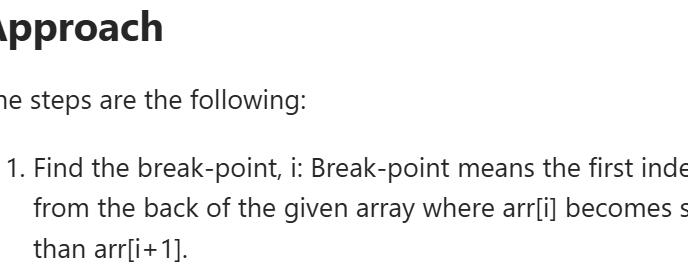 Approach
he steps are the following:
1. Find the break-point, i: Break-point means the first inde
from the back of the given array where arr[i] becomes s
than arr[i+1].